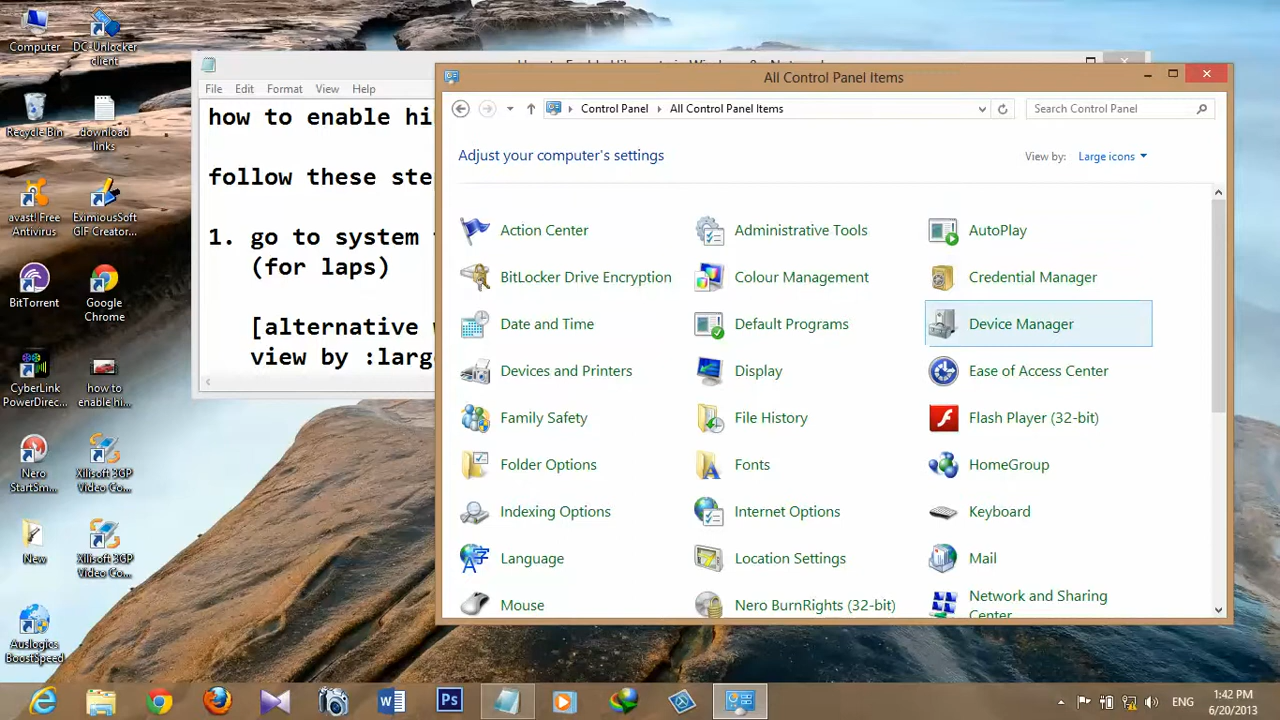 Computer
DC-Unlocker client
Recycle Bin
download links
avast! Free Antivirus
EximiousSoft GIF Creator...
BitTorrent
Google Chrome
CyberLink PowerDirec...
how to enable hi...
Nero StartSm...
Xilisoft 3GP Video Co...
New
Xilisoft 3GP Video Co...
Auslogics BoostSpeed
File Edit Format View Help
how to enable hi
follow these ste
1. go to system
(for laps)
[alternative
view by :larg
All Control Panel Items
Control Panel
All Control Panel Items
Search Control Panel
Adjust your computer's settings
View by: Large icons
Action Center
Administrative Tools
AutoPlay
BitLocker Drive Encryption
Colour Management
Credential Manager
Date and Time
Default Programs
Device Manager
Devices and Printers
Display
Ease of Access Center
Family Safety
File History
Flash Player (32-bit)
Folder Options
Fonts
HomeGroup
Indexing Options
Internet Options
Keyboard
Language
Location Settings
Mail
Mouse
Nero BurnRights (32-bit)
Network and Sharing
Center
Ps
ENG
1:42 PM
6/20/2013